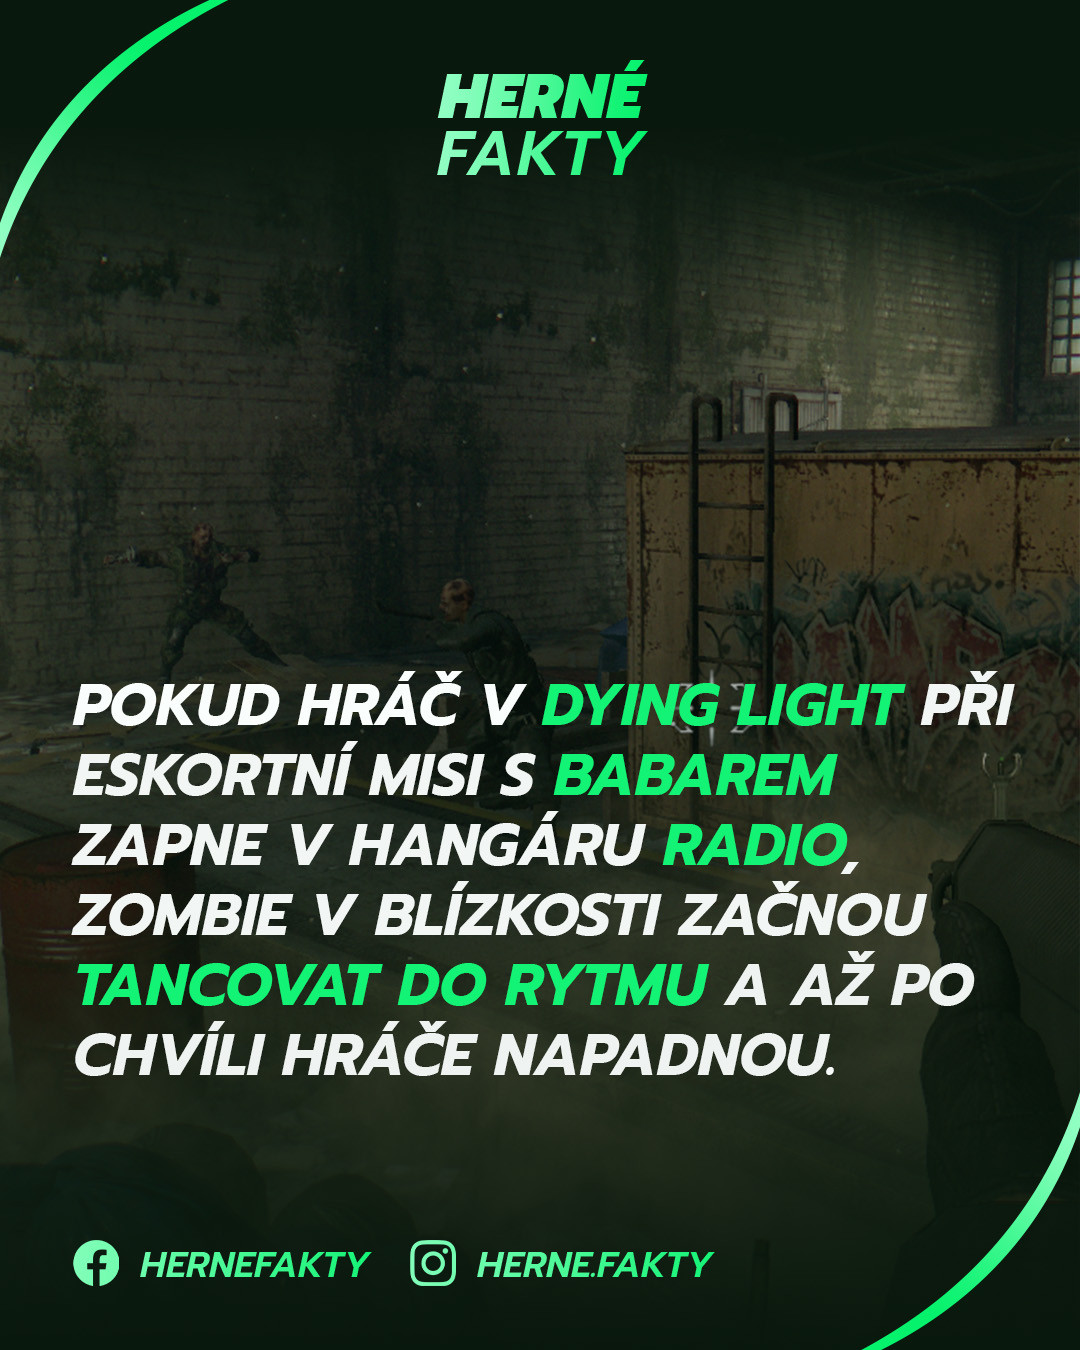 HERNÉ
FAKTY
POKUD HRÁČ V DYING LIGHT PŘI
ESKORTNÍ MISI S BABAREM
ZAPNE V HANGÁRU RADIO,
ZOMBIE V BLÍZKOSTI ZAČNOU
TANCOVAT DO RYTMU A AŽ PO
CHVÍLI HRÁČE NAPADNOU.
HERNEFAKTY HERNE.FAKTY